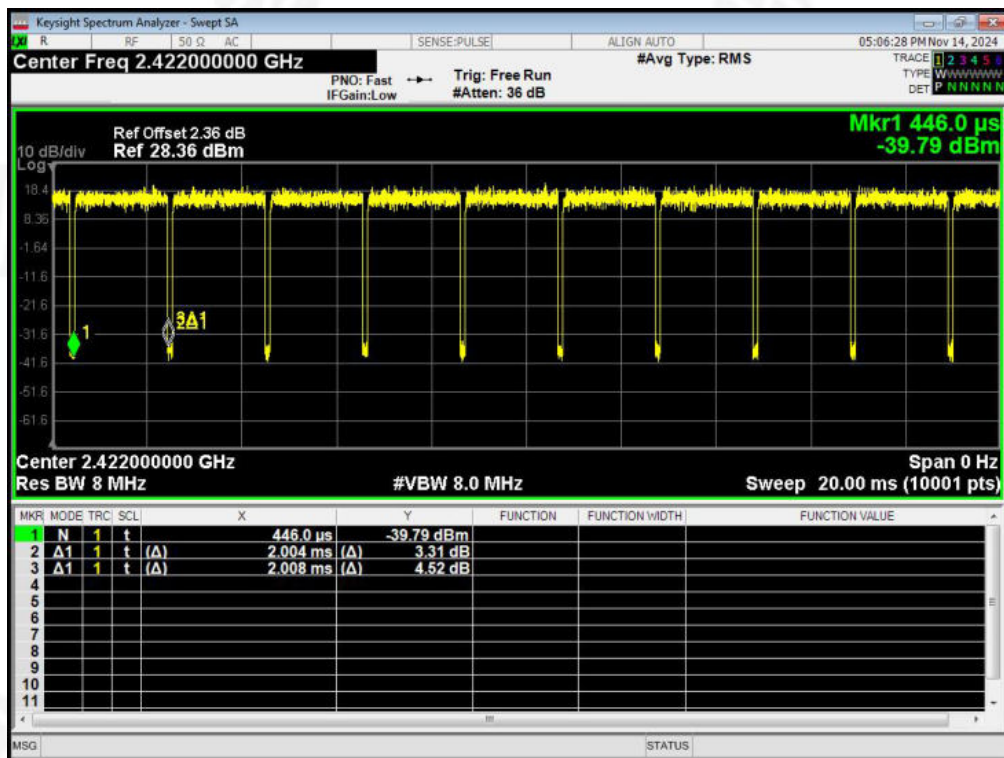 Keysight Spectrum Analyzer - Swept SA
R RF 50 Ω AC SENSE:PULSE ALIGN AUTO 05:06:28 PM Nov 14, 2024
Center Freq 2.422000000 GHz #Avg Type: RMS TRACE 1 2 3 4 5 6
PNO: Fast Trig: Free Run TYPE WWWWWW
IFGain:Low #Atten: 36 dB DET P N N N N N
Mkr1 446.0 µs
Ref Offset 2.36 dB
10 dB/div Ref 28.36 dBm -39.79 dBm
Log
18.4
8.36
-1.64
-11.6
-21.6
-31.6
1
Δ1
-41.6
-51.6
-61.6
Center 2.422000000 GHz Span 0 Hz
Res BW 8 MHz #VBW 8.0 MHz Sweep 20.00 ms (10001 pts)
MKR MODE TRC SCL X Y FUNCTION FUNCTION WIDTH FUNCTION VALUE
1 N 1 t 446.0 µs -39.79 dBm
2 Δ1 1 t (Δ) 2.004 ms (Δ) 3.31 dB
3 Δ1 1 t (Δ) 2.008 ms (Δ) 4.52 dB
4
5
6
7
8
9
10
11
MSG STATUS